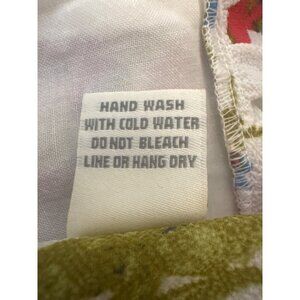 HAND WASH
WITH COLD WATER
DO NOT BLEACH
LINE OR HANG DRY